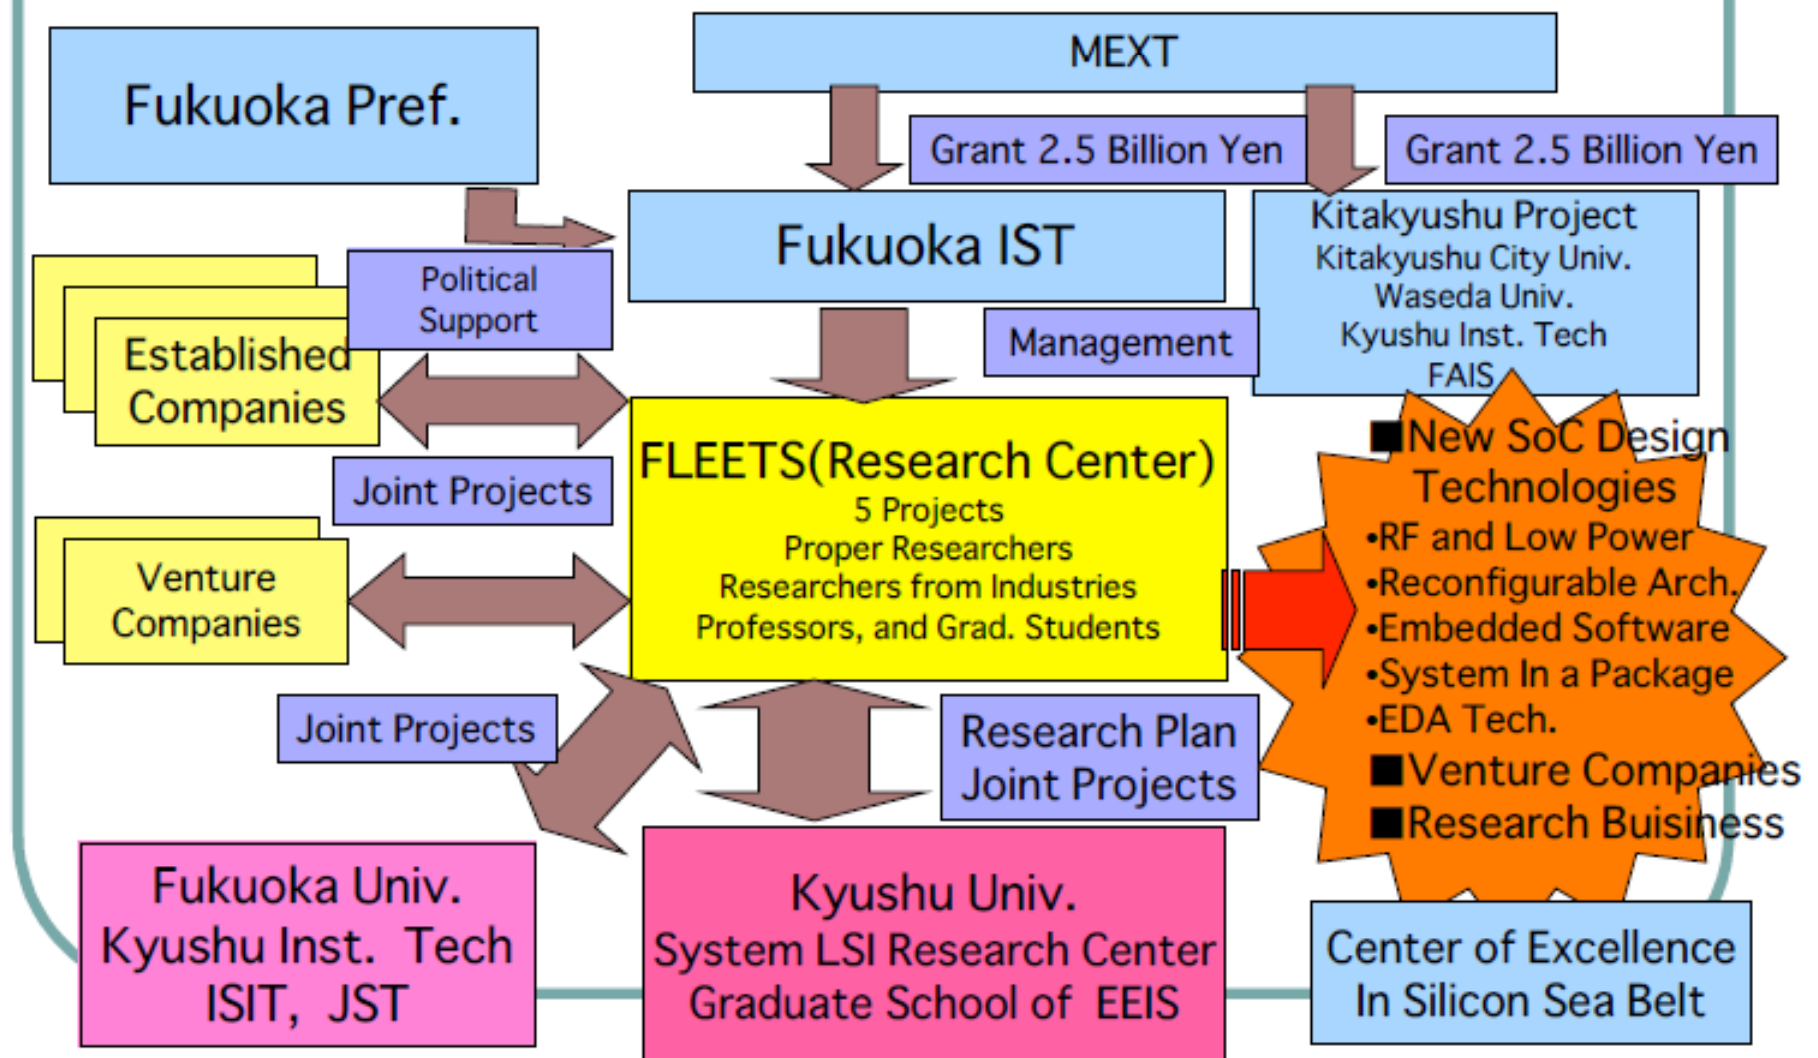 Fukuoka Pref.
MEXT
Grant 2.5 Billion Yen
Grant 2.5 Billion Yen
Fukuoka IST
Kitakyushu Project
Kitakyushu City Univ.
Waseda Univ.
Kyushu Inst. Tech
FAIS
Political
Support
Management
Established
Companies
Joint Projects
FLEETS(Research Center)
5 Projects
Proper Researchers
Researchers from Industries
Professors, and Grad. Students
Venture
Companies
■New SoC Design
Technologies
•RF and Low Power
•Reconfigurable Arch.
•Embedded Software
•System In a Package
•EDA Tech.
■Venture Companies
■Research Buisiness
Joint Projects
Research Plan
Joint Projects
Fukuoka Univ.
Kyushu Inst. Tech
ISIT, JST
Kyushu Univ.
System LSI Research Center
Graduate School of EEIS
Center of Excellence
In Silicon Sea Belt